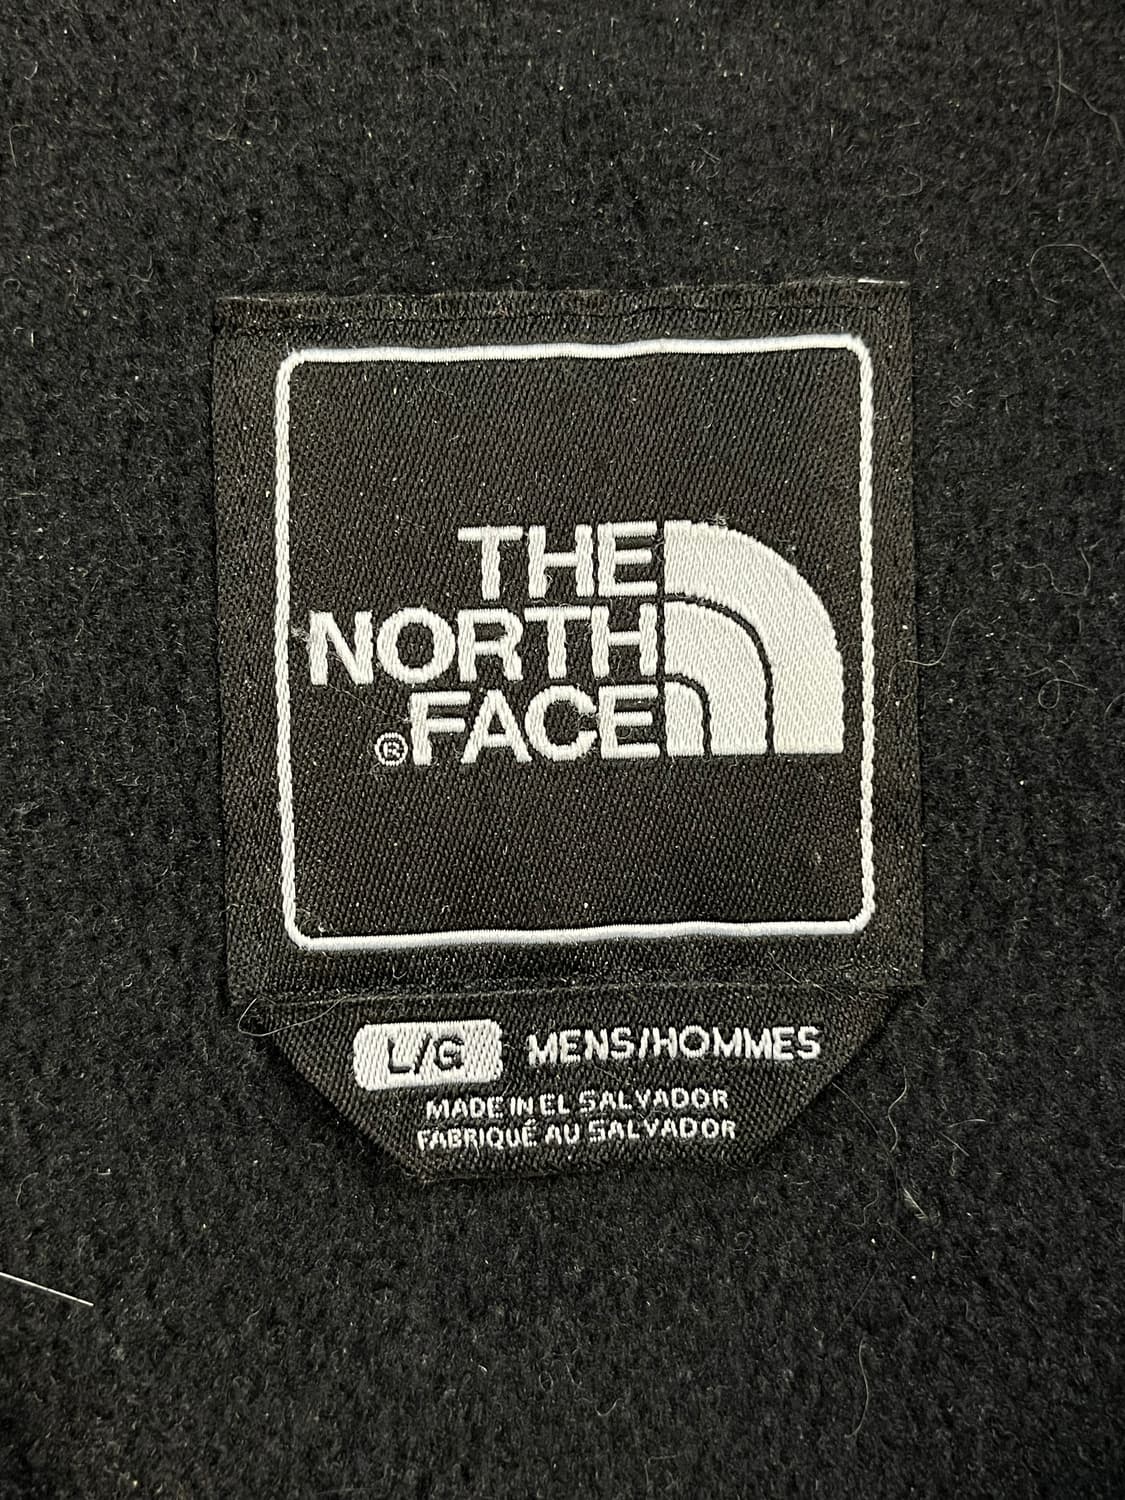 THE
NORTH
®FACE
L/G MENS/HOMMES
MADE IN EL SALVADOR
FABRIQUÉ AU SALVADOR